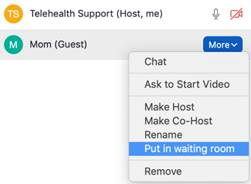 TS Telehealth Support (Host, me)
M Mom (Guest) More
Chat
Ask to Start Video
Make Host
Make Co-Host
Rename
Put in waiting room
Remove